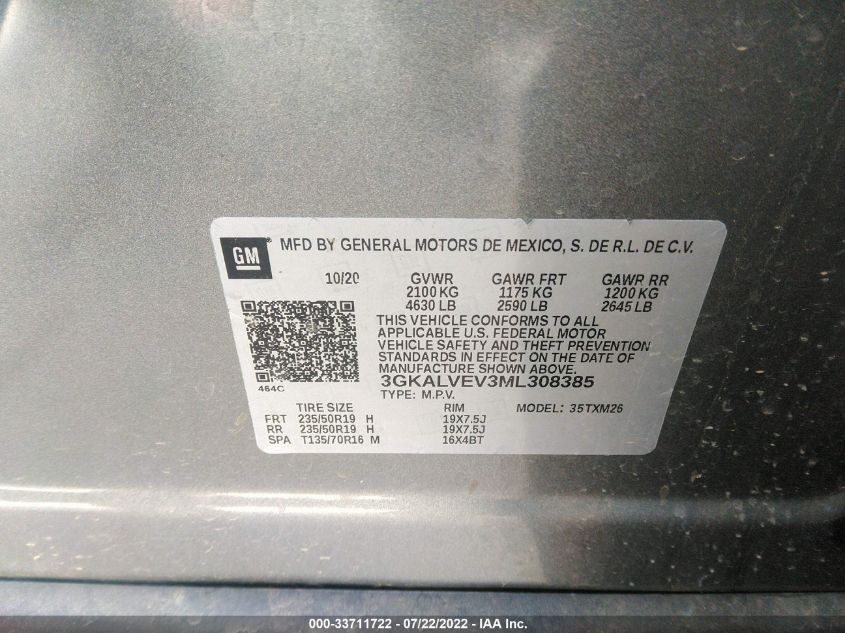 GM
®
MFD BY GENERAL MOTORS DE MEXICO, S. DE R.L. DE C.V.
10/20 GVWR GAWR FRT GAWR RR
2100 KG 1175 KG 1200 KG
4630 LB 2590 LB 2645 LB
THIS VEHICLE CONFORMS TO ALL
APPLICABLE U.S. FEDERAL MOTOR
VEHICLE SAFETY AND THEFT PREVENTION
STANDARDS IN EFFECT ON THE DATE OF
MANUFACTURE SHOWN ABOVE.
3GKALVEV3ML308385
464C
TYPE: M.P.V.
TIRE SIZE RIM MODEL: 35TXM26
FRT 235/50R19 H 19X7.5J
RR 235/50R19 H 19X7.5J
SPA T135/70R16 M 16X4BT
000-33711722 - 07/22/2022 - IAA Inc.